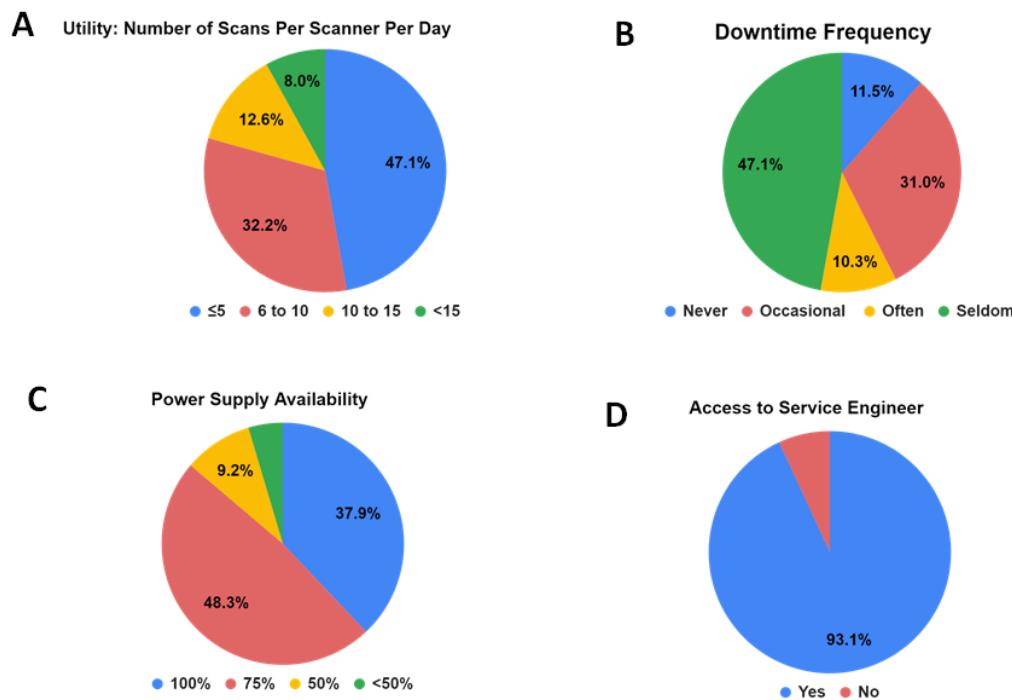 A
Utility: Number of Scans Per Scanner Per Day
8.0%
12.6%
47.1%
32.2%
≤5 6 to 10 10 to 15 <15
B
Downtime Frequency
11.5%
47.1%
31.0%
10.3%
Never Occasional Often Seldom
C
Power Supply Availability
9.2%
37.9%
48.3%
100% 75% 50% <50%
D
Access to Service Engineer
93.1%
Yes No